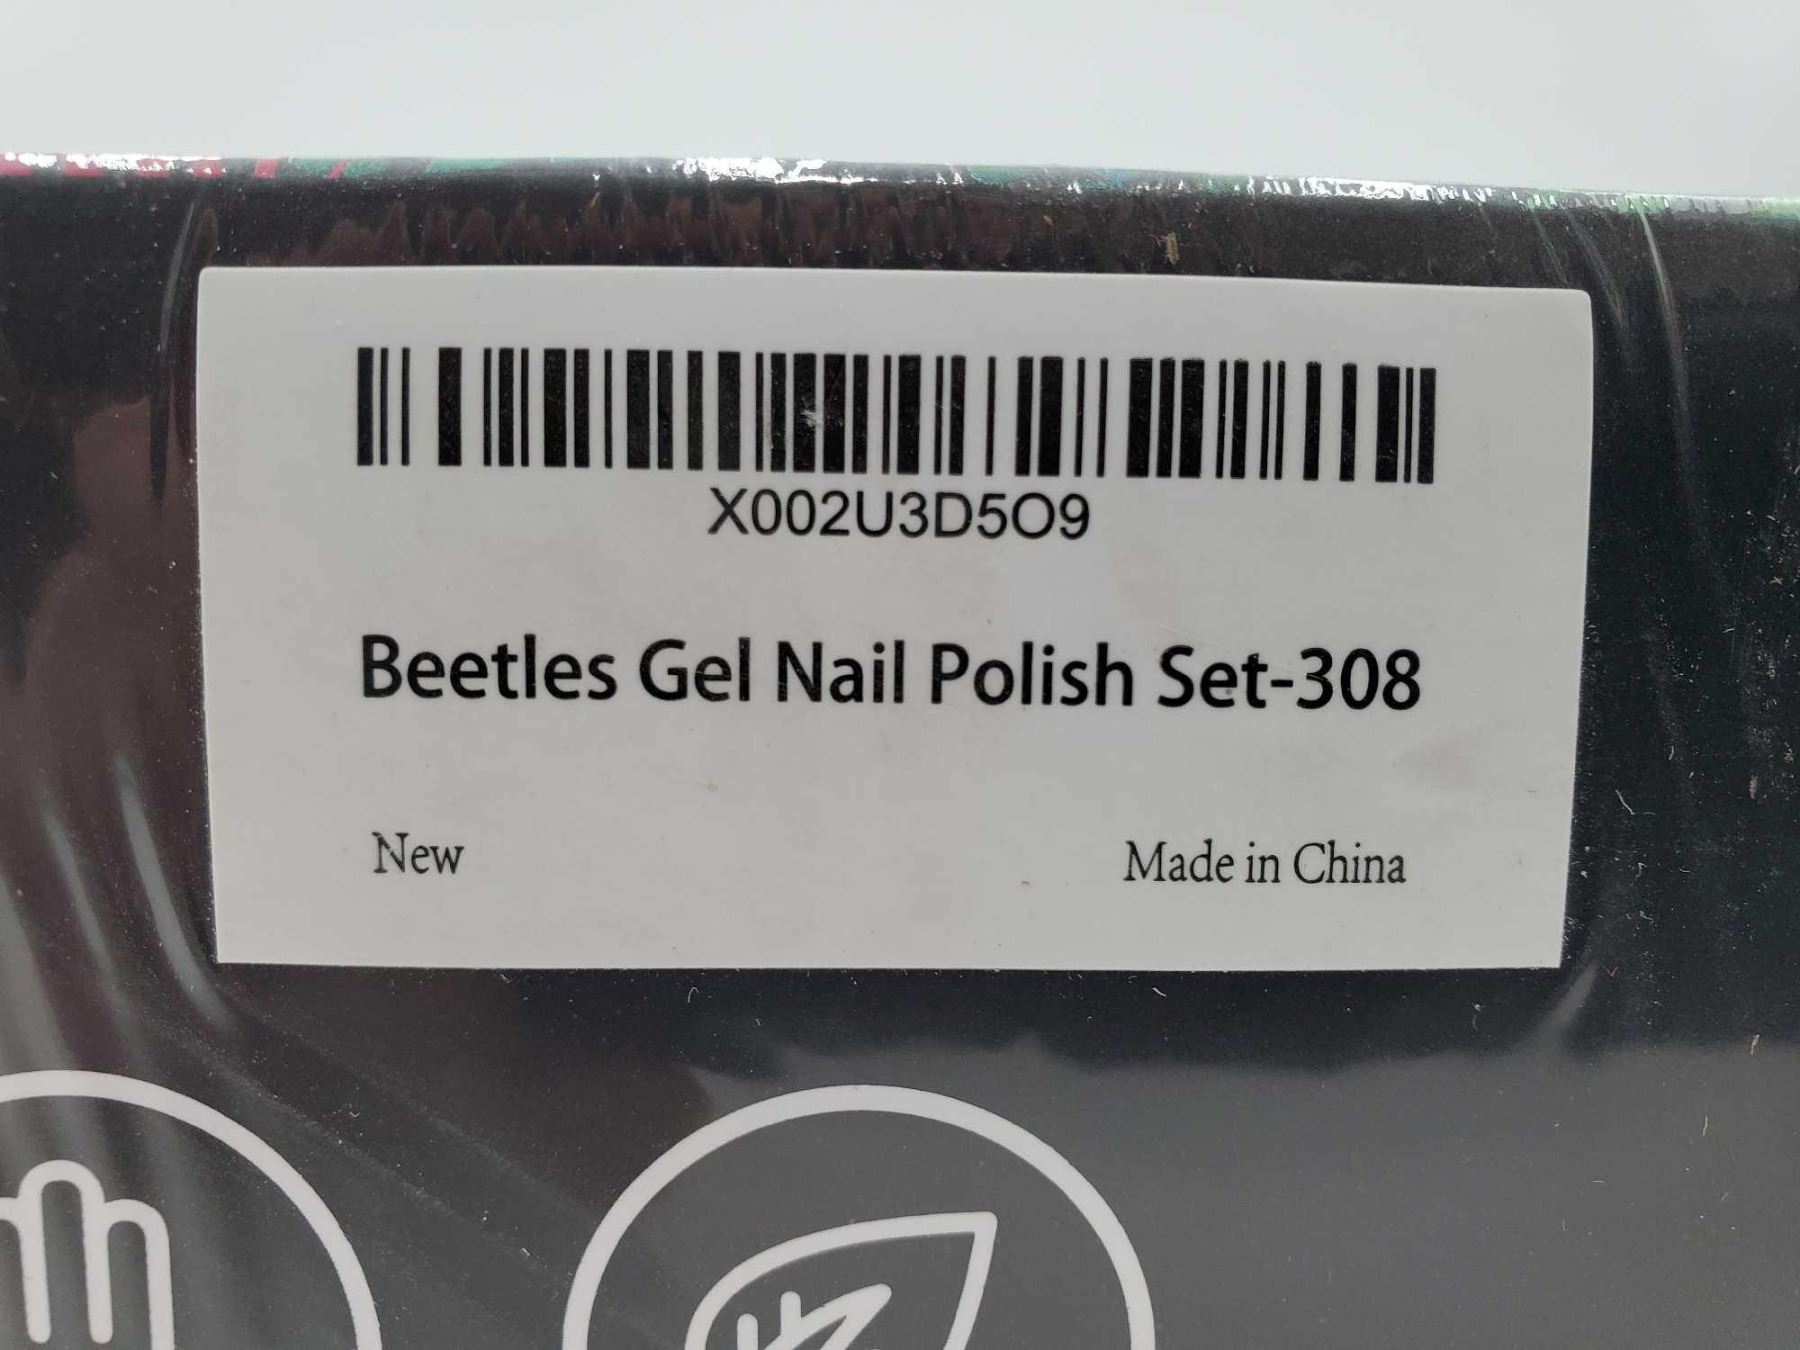 X002U3D5O9
Beetles Gel Nail Polish Set-308
New
Made in China